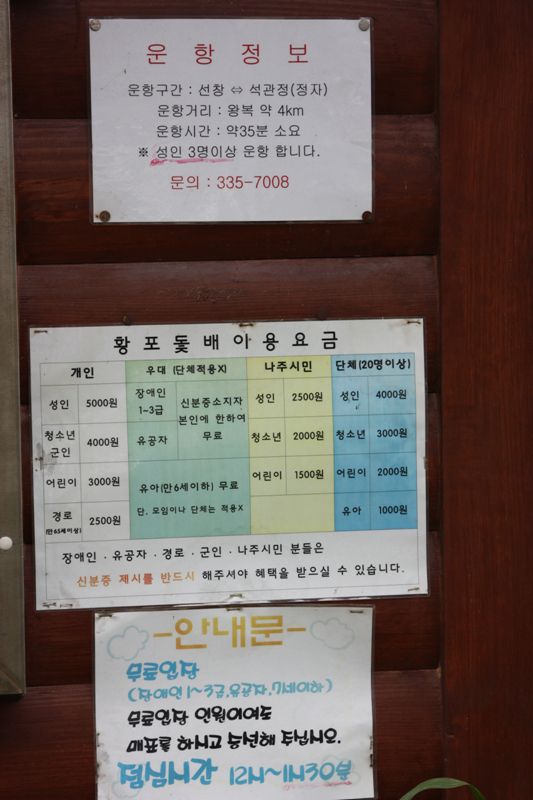 운 항 정 보
운항구간 : 선창 ⇔ 석관정(정자)
운항거리 : 왕복 약 4km
운항시간 : 약35분 소요
※ 성인 3명이상 운항 합니다.
문의 : 335-7008
황포돛배이용요금
개인 우대 (단체적용X) 나주시민 단체(20명이상)
성인 5000원 장애인 1~3급 신분증소지자 본인에 한하여 무료 성인 2500원 성인 4000원
청소년 군인 4000원 유공자 청소년 2000원 청소년 3000원
어린이 3000원 유아(만6세이하) 무료 어린이 1500원 어린이 2000원
경로 (만65세이상) 2500원 단, 모임이나 단체는 적용X 유아 1000원
장애인 · 유공자 · 경로 · 군인 · 나주시민 분들은
신분증 제시를 반드시 해주셔야 혜택을 받으실 수 있습니다.
-안내문-
무료입장
(장애인1~3급,유공자,7세이하)
무료입장 인원이외
매표를 하시고 승선해 주십시오.
점심시간 12시~1시30분